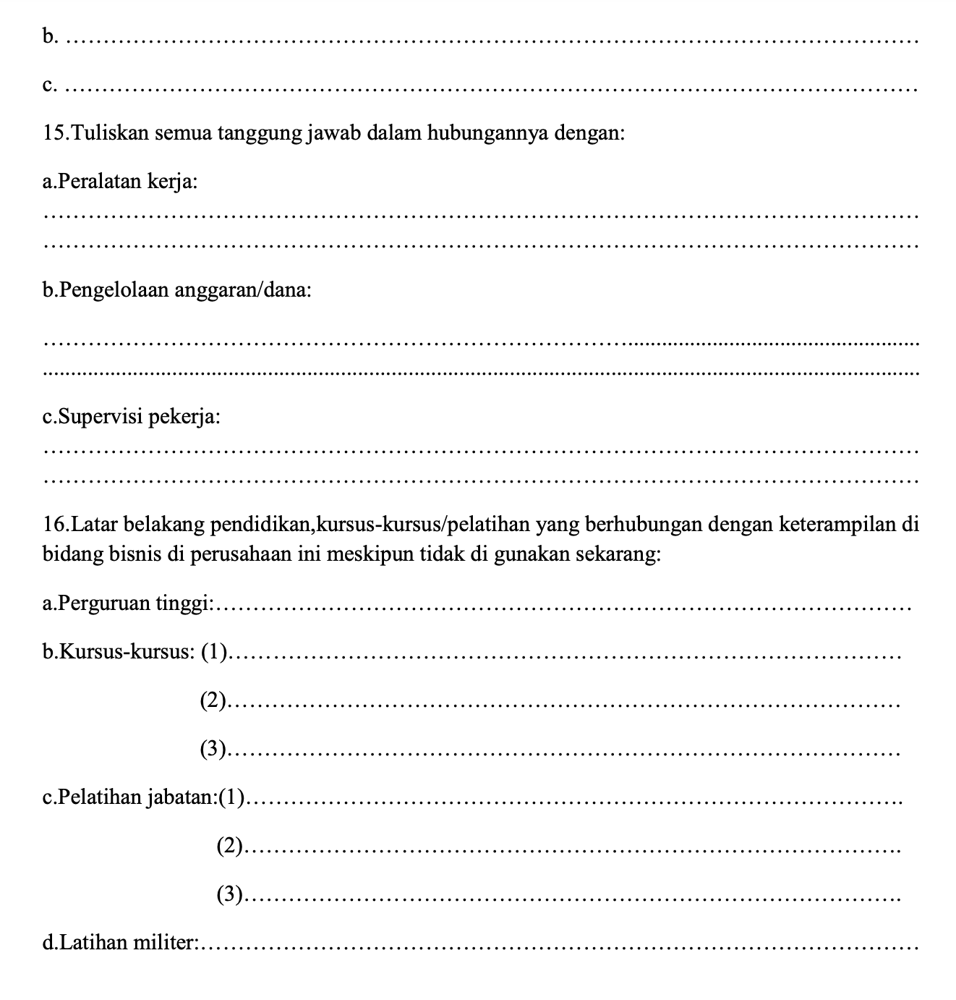 b. ………………………………………………………………………………………………
c. ………………………………………………………………………………………………
15.Tuliskan semua tanggung jawab dalam hubungannya dengan:
a.Peralatan kerja:
…………………………………………………………………………………………………
…………………………………………………………………………………………………
b.Pengelolaan anggaran/dana:
………………………………………………………………....................................................
....................................................................................................................................................
c.Supervisi pekerja:
…………………………………………………………………………………………………
…………………………………………………………………………………………………
16.Latar belakang pendidikan,kursus-kursus/pelatihan yang berhubungan dengan keterampilan di
bidang bisnis di perusahaan ini meskipun tidak di gunakan sekarang:
a.Perguruan tinggi:……………………………………………………………………………
b.Kursus-kursus: (1)…………………………………………………………………………
(2)…………………………………………………………………………
(3)…………………………………………………………………………
c.Pelatihan jabatan:(1)………………………………………………………………………..
(2)………………………………………………………………………..
(3)………………………………………………………………………..
d.Latihan militer:………………………………………………………………………………